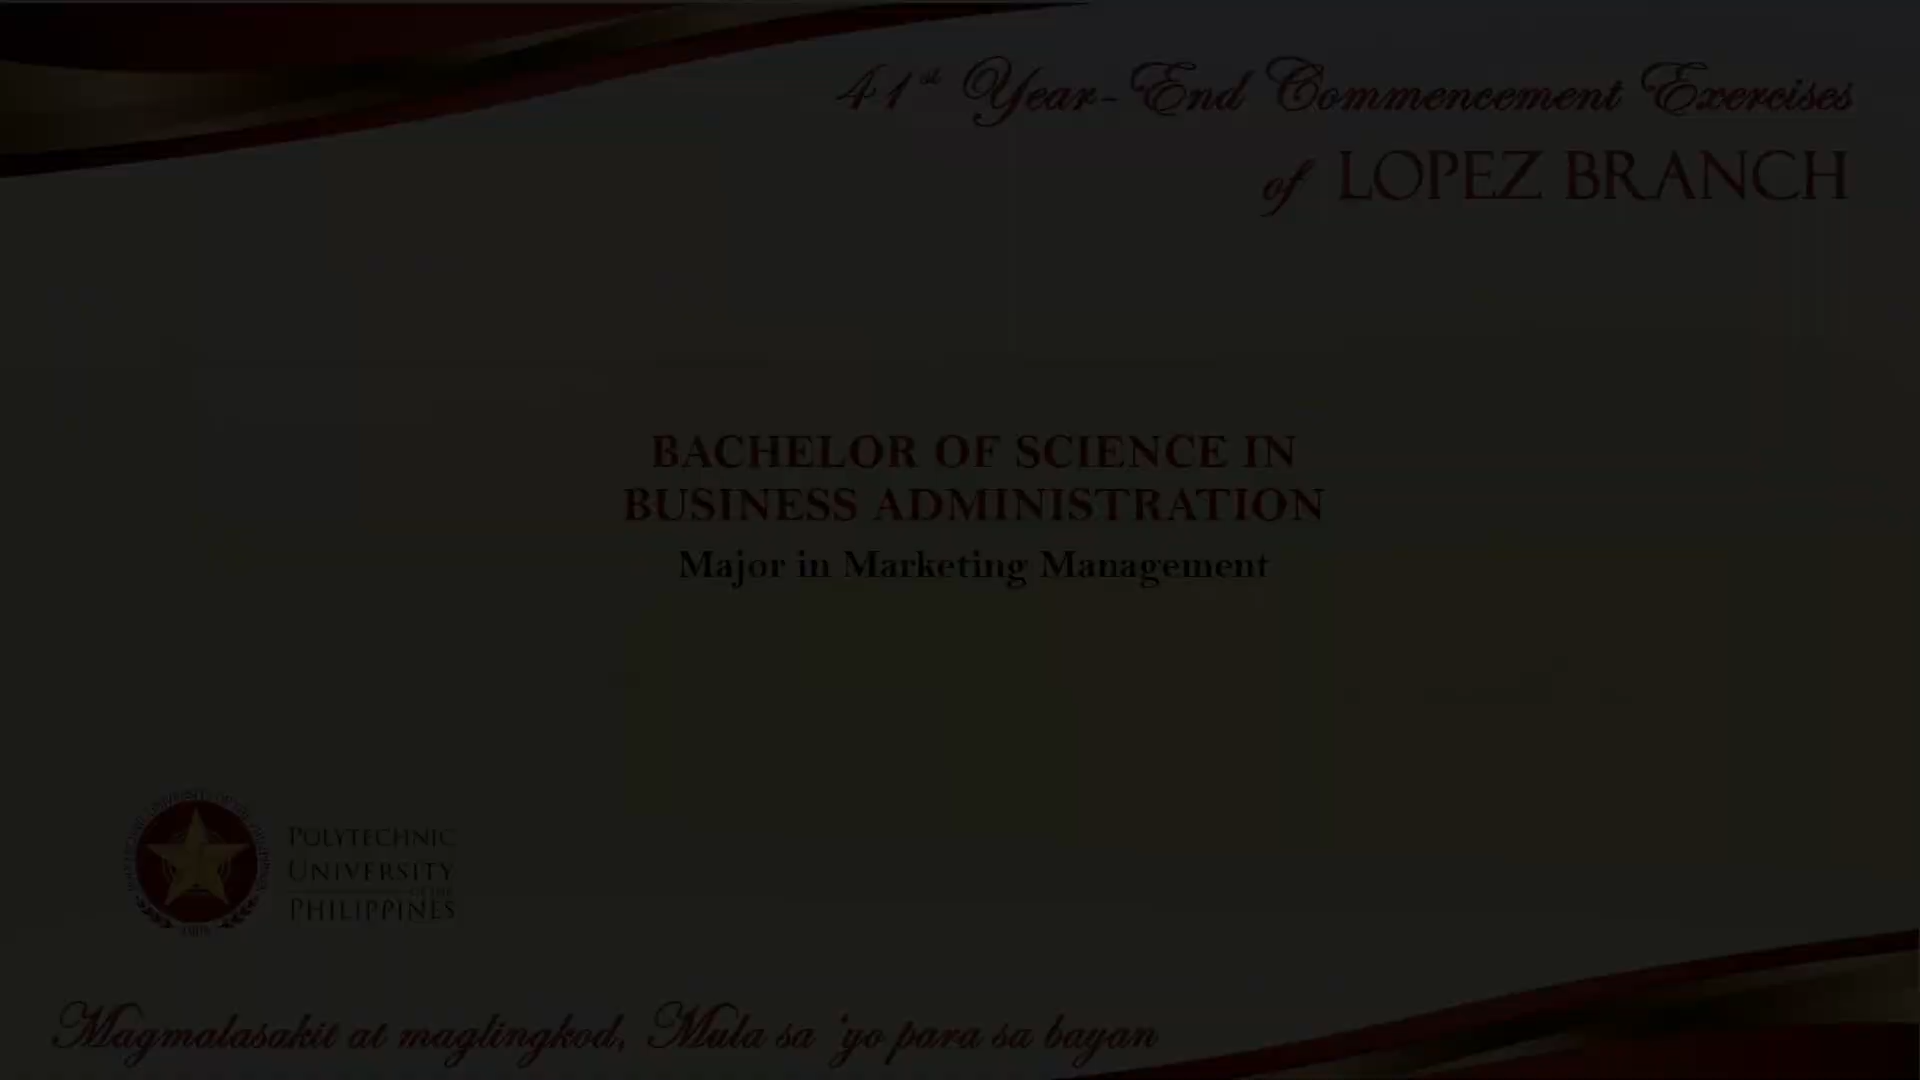 41st Year-End Commencement Exercises
of LOPEZ BRANCH
BACHELOR OF SCIENCE IN
BUSINESS ADMINISTRATION
Major in Marketing Management
POLYTECHNIC
UNIVERSITY
OF THE
PHILIPPINES
Magmalasakit at maglingkod, Mula sa 'yo para sa bayan